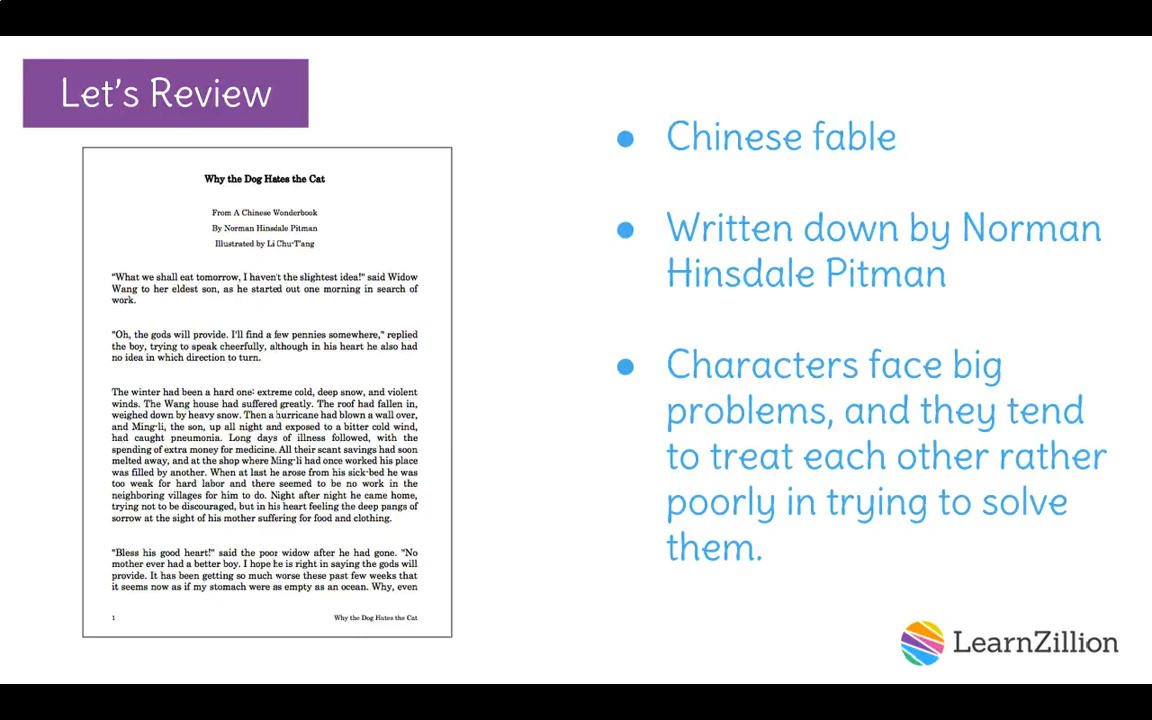 Let's Review
Why the Dog Hates the Cat
From A Chinese Wonderbook
By Norman Hinsdale Pitman
Illustrated by Li Chu-T'ang
"What we shall eat tomorrow, I haven't the slightest idea!" said Widow
Wang to her eldest son, as he started out one morning in search of
work.
"Oh, the gods will provide. I'll find a few pennies somewhere," replied
the boy, trying to speak cheerfully, although in his heart he also had
no idea in which direction to turn.
The winter had been a hard one: extreme cold, deep snow, and violent
winds. The Wang house had suffered greatly. The roof had fallen in,
weighed down by heavy snow. Then a hurricane had blown a wall over,
and Ming-li, the son, up all night and exposed to a bitter cold wind,
had caught pneumonia. Long days of illness followed, with the
spending of extra money for medicine. All their scant savings had soon
melted away, and at the shop where Ming-li had once worked his place
was filled by another. When at last he arose from his sick-bed he was
too weak for hard labor and there seemed to be no work in the
neighboring villages for him to do. Night after night he came home,
trying not to be discouraged, but in his heart feeling the deep pangs of
sorrow at the sight of his mother suffering for food and clothing.
"Bless his good heart!" said the poor widow after he had gone. "No
mother ever had a better boy. I hope he is right in saying the gods will
provide. It has been getting so much worse these past few weeks that
it seems now as if my stomach were as empty as an ocean. Why, even
1
Why the Dog Hates the Cat
● Chinese fable
● Written down by Norman
Hinsdale Pitman
● Characters face big
problems, and they tend
to treat each other rather
poorly in trying to solve
them.
LearnZillion